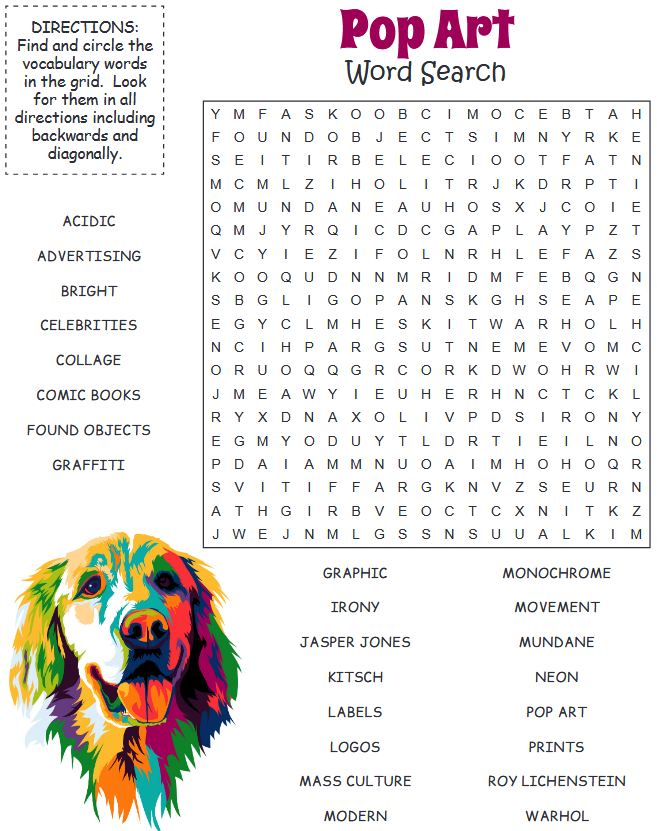 DIRECTIONS:
Find and circle the
vocabulary words
in the grid. Look
for them in all
directions including
backwards and
diagonally.
Pop Art
Word Search
Y M F A S K O O B C I M O C E B T A H
F O U N D O B J E C T S I M N Y R K E
S E I T I R B E L E C I O O T F A T N
M C M L Z I H O L I T R J K D R P T I
O M U N D A N E A U H O S X J C O I E
Q M J Y R Q I C D C G A P L A Y P Z T
V C Y I E Z I F O L N R H L E F A Z S
K O O Q U D N N M R I D M F E B Q G N
S B G L I G O P A N S K G H S E A P E
E G Y C L M H E S K I T W A R H O L H
N C I H P A R G S U T N E M E V O M C
O R U O Q Q G R C O R K D W O H R W I
J M E A W Y I E U H E R H N C T C K L
R Y X D N A X O L I V P D S I R O N Y
E G M Y O D U Y T L D R T I E I L N O
P D A I A M M N U O A I M H O H O Q R
S V I T I F F A R G K N V Z S E U R N
A T H G I R B V E O C T C X N I T K Z
J W E J N M L G S S N S U U A L K I M
ACIDIC
ADVERTISING
BRIGHT
CELEBRITIES
COLLAGE
COMIC BOOKS
FOUND OBJECTS
GRAFFITI
GRAPHIC
IRONY
JASPER JONES
KITSCH
LABELS
LOGOS
MASS CULTURE
MODERN
MONOCHROME
MOVEMENT
MUNDANE
NEON
POP ART
PRINTS
ROY LICHENSTEIN
WARHOL